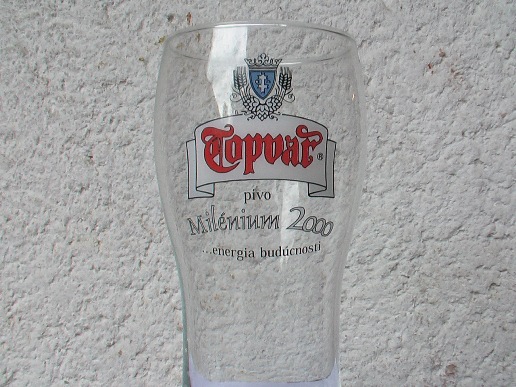 Topvar ®
pivo
Milénium 2000
...energia budúcnosti